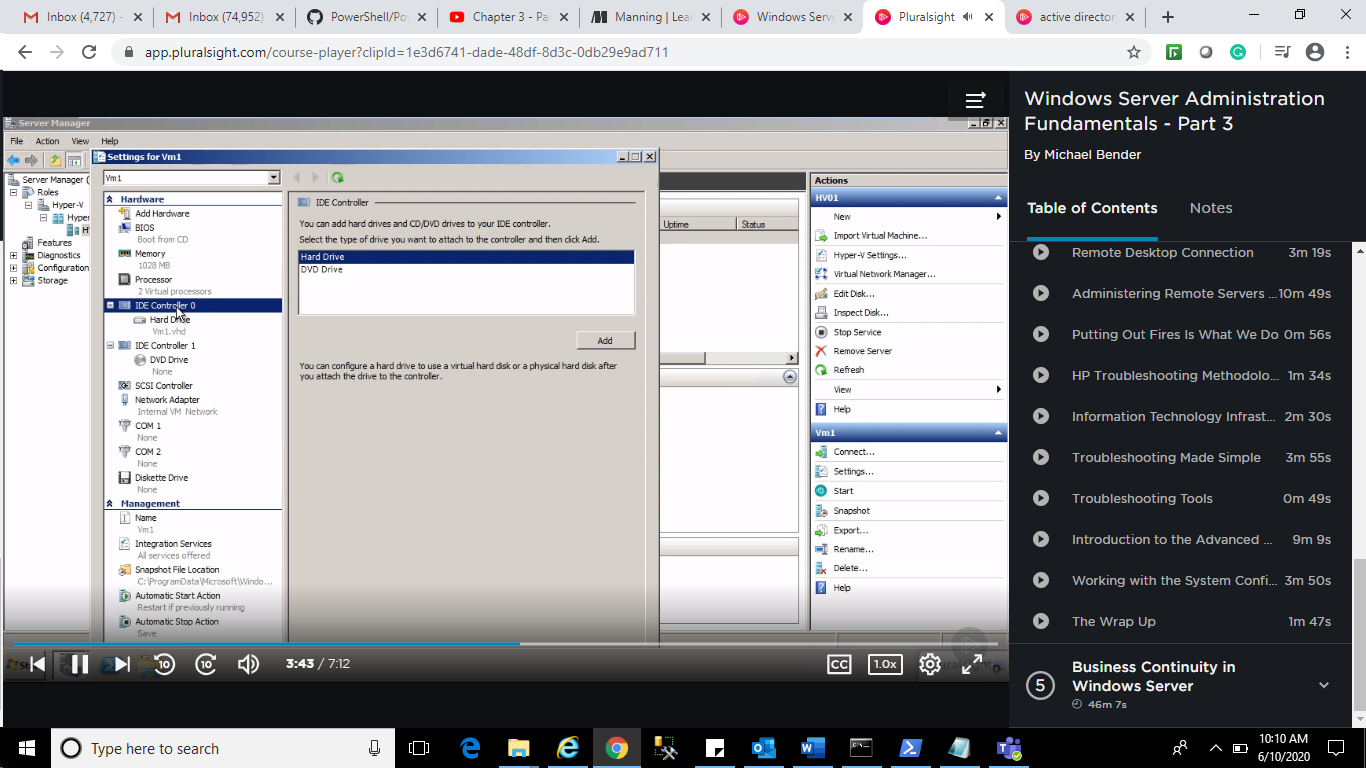 Inbox (4,727) -
Inbox (74,952)
PowerShell/Po
Chapter 3 - Pa
Manning | Lea
Windows Serve
Pluralsight
active director
app.pluralsight.com/course-player?clipId=1e3d6741-dade-48df-8d3c-0db29e9ad711
Server Manager
File Action View Help
Server Manager (
Roles
Hyper-V
Hyper
Features
Diagnostics
Configuration
Storage
Settings for Vm1
Vm1
Hardware
Add Hardware
BIOS
Boot from CD
Memory
1028 MB
Processor
2 Virtual processors
IDE Controller 0
Hard Drive
Vm1.vhd
IDE Controller 1
DVD Drive
None
SCSI Controller
Network Adapter
Internal VM Network
COM 1
None
COM 2
None
Diskette Drive
None
Management
Name
Vm1
Integration Services
All services offered
Snapshot File Location
C:\ProgramData\Microsoft\Windo...
Automatic Start Action
Restart if previously running
Automatic Stop Action
Save
IDE Controller
You can add hard drives and CD/DVD drives to your IDE controller.
Select the type of drive you want to attach to the controller and then click Add.
Hard Drive
DVD Drive
Add
You can configure a hard drive to use a virtual hard disk or a physical hard disk after
you attach the drive to the controller.
Uptime Status
Actions
HV01
New
Import Virtual Machine...
Hyper-V Settings...
Virtual Network Manager...
Edit Disk...
Inspect Disk...
Stop Service
Remove Server
Refresh
View
Help
Vm1
Connect...
Settings...
Start
Snapshot
Export...
Rename...
Delete...
Help
10 10 3:43 / 7:12 CC 1.0x
Windows Server Administration
Fundamentals - Part 3
By Michael Bender
Table of Contents Notes
Remote Desktop Connection 3m 19s
Administering Remote Servers ... 10m 49s
Putting Out Fires Is What We Do 0m 56s
HP Troubleshooting Methodolo... 1m 34s
Information Technology Infrast... 2m 30s
Troubleshooting Made Simple 3m 55s
Troubleshooting Tools 0m 49s
Introduction to the Advanced ... 9m 9s
Working with the System Confi... 3m 50s
The Wrap Up 1m 47s
5 Business Continuity in
Windows Server
46m 7s
Type here to search
10:10 AM
6/10/2020